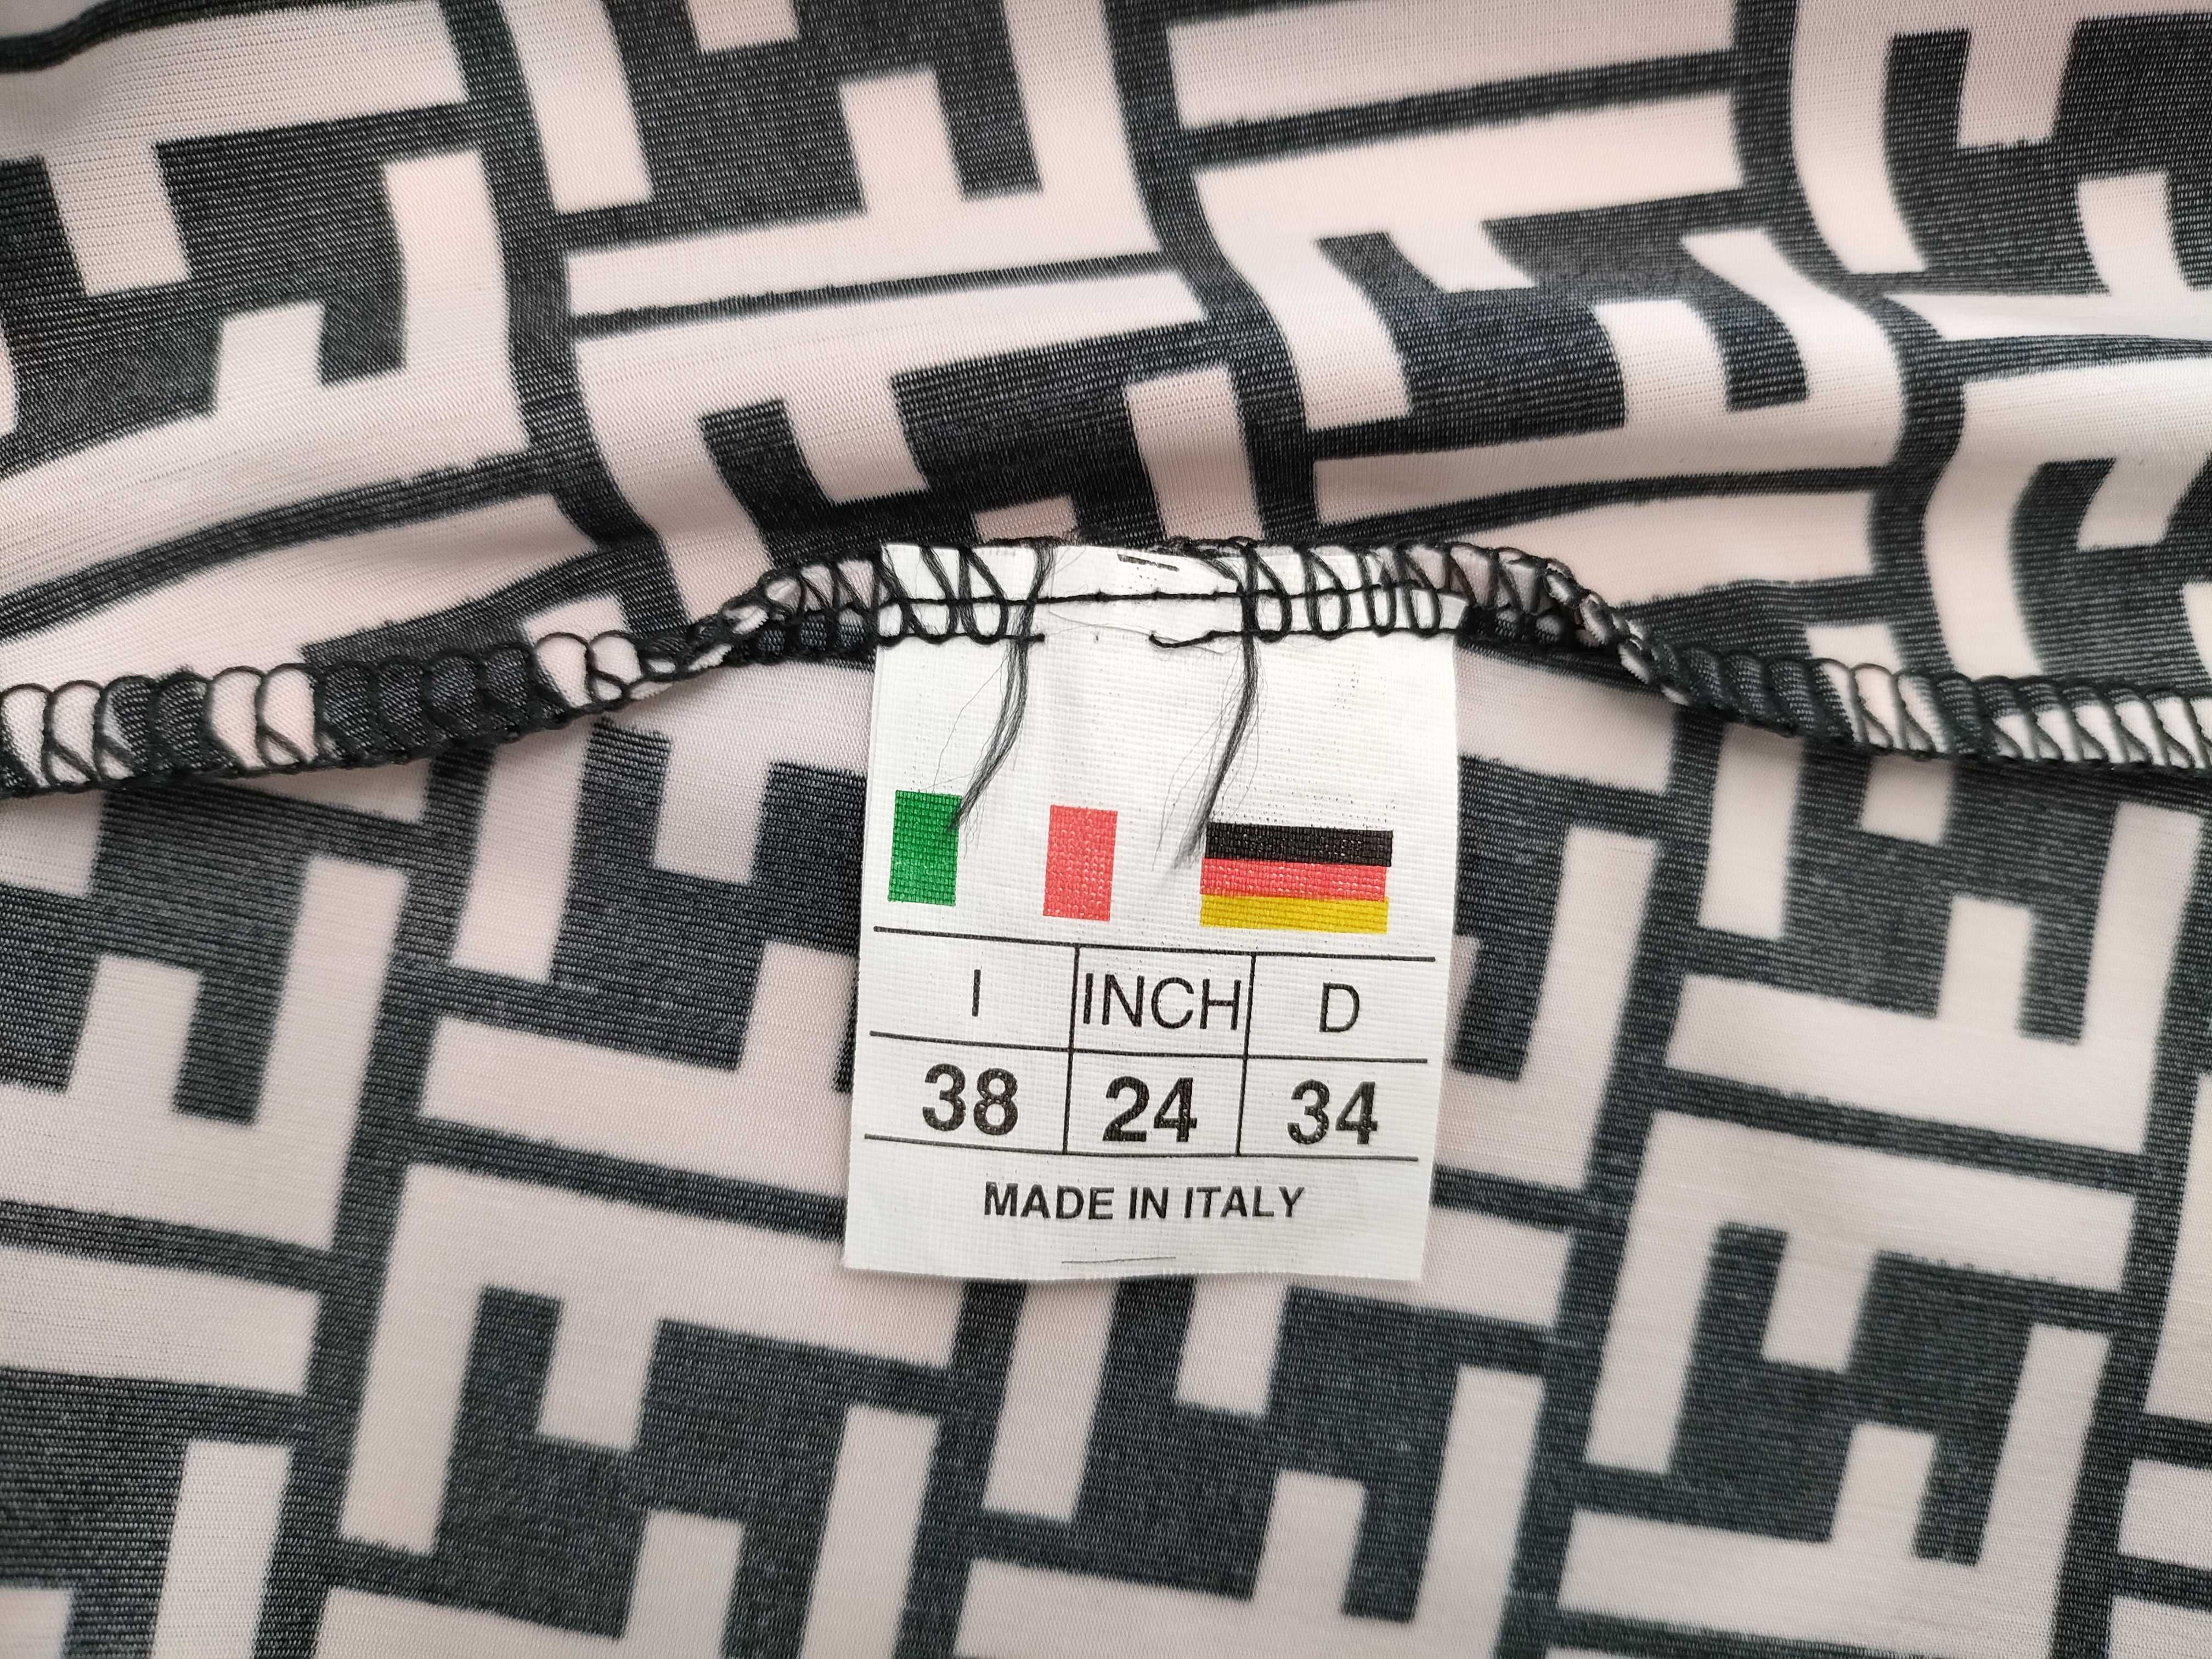 I INCH D
38 24 34
MADE IN ITALY